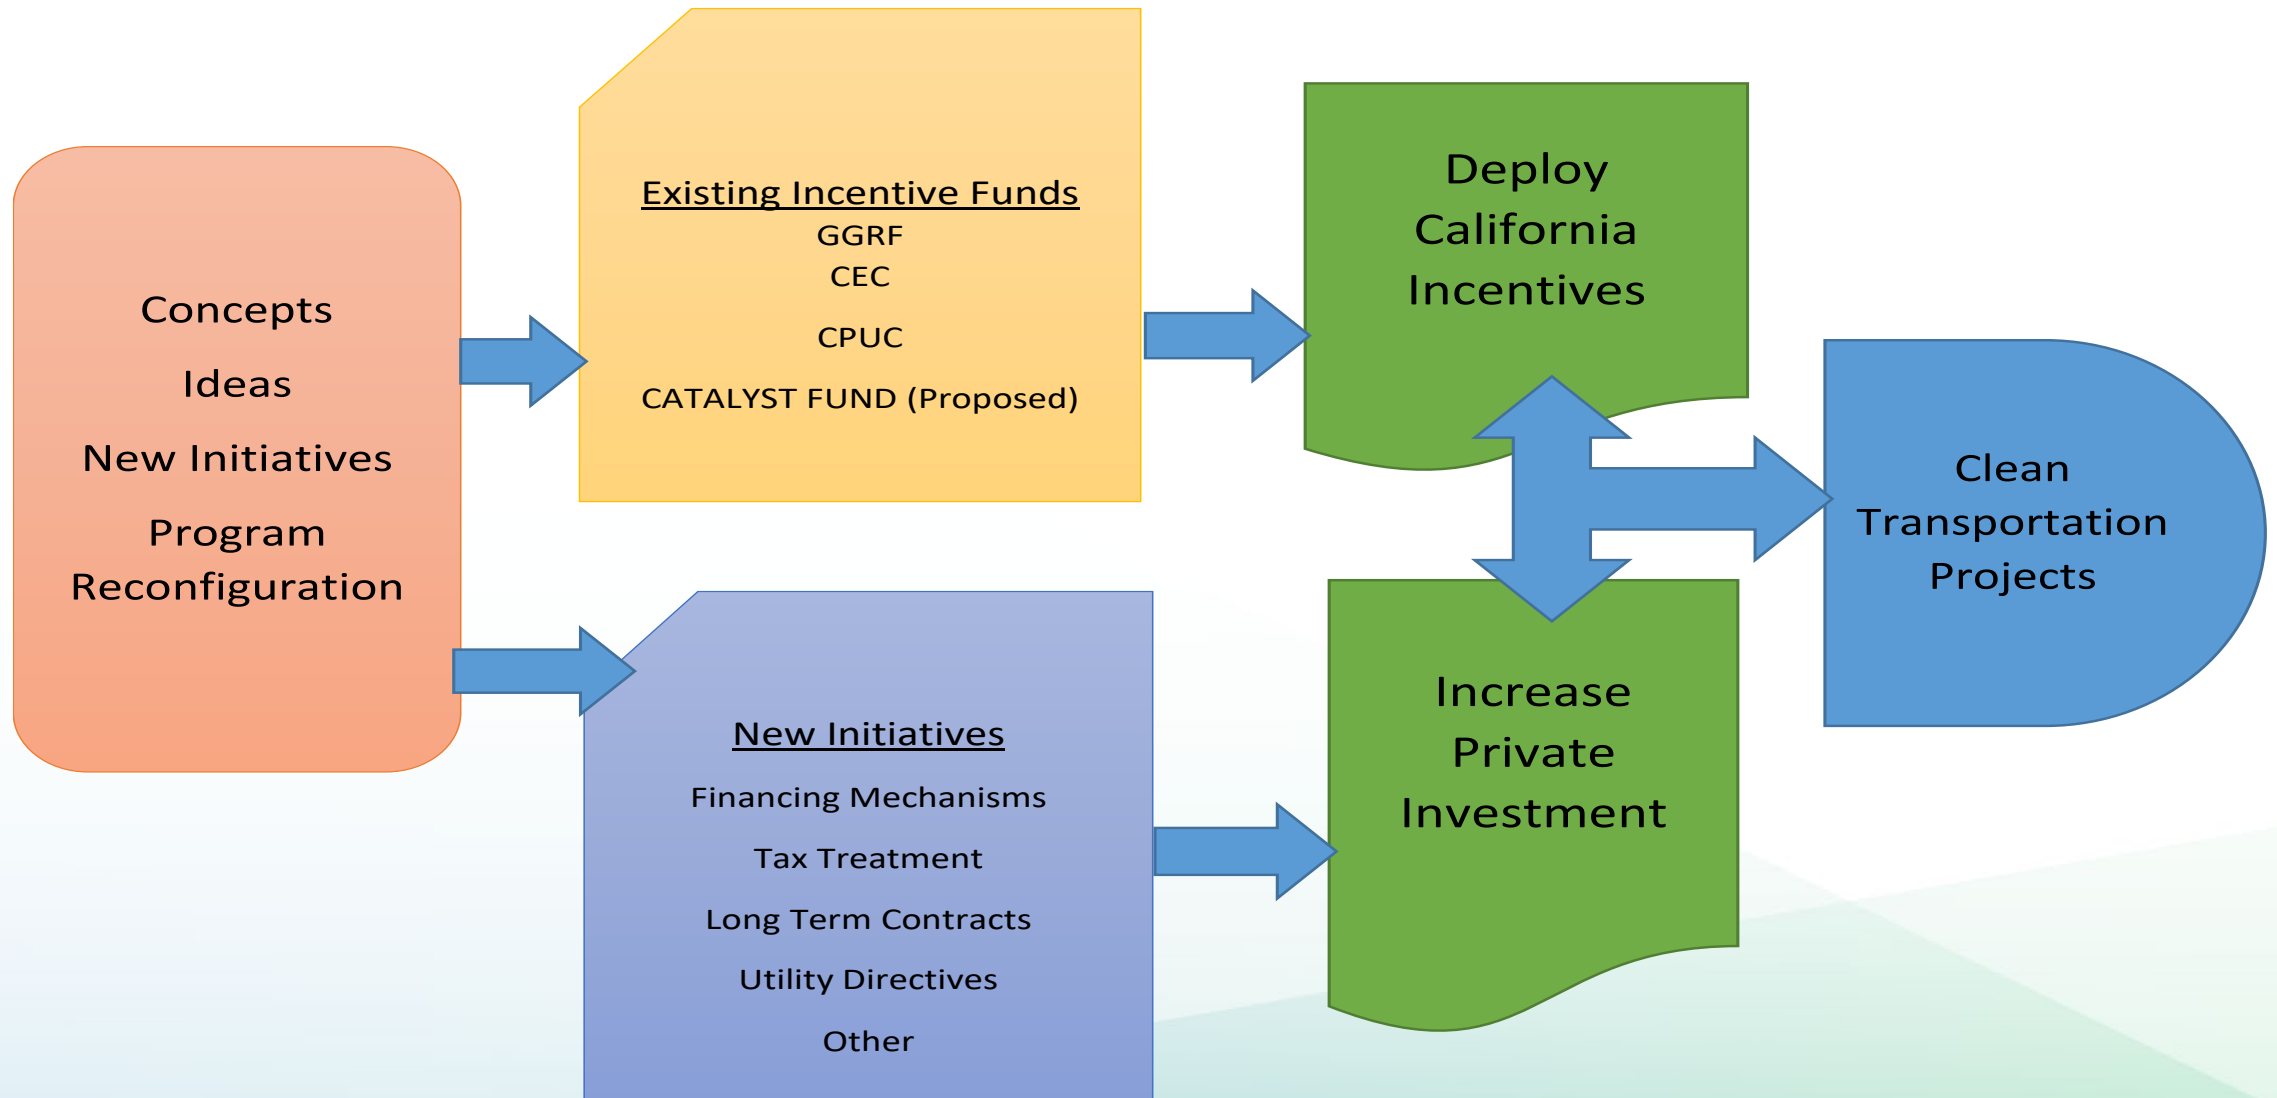 Concepts
Ideas
New Initiatives
Program
Reconfiguration
Existing Incentive Funds
GGRF
CEC
CPUC
CATALYST FUND (Proposed)
New Initiatives
Financing Mechanisms
Tax Treatment
Long Term Contracts
Utility Directives
Other
Deploy
California
Incentives
Increase
Private
Investment
Clean
Transportation
Projects